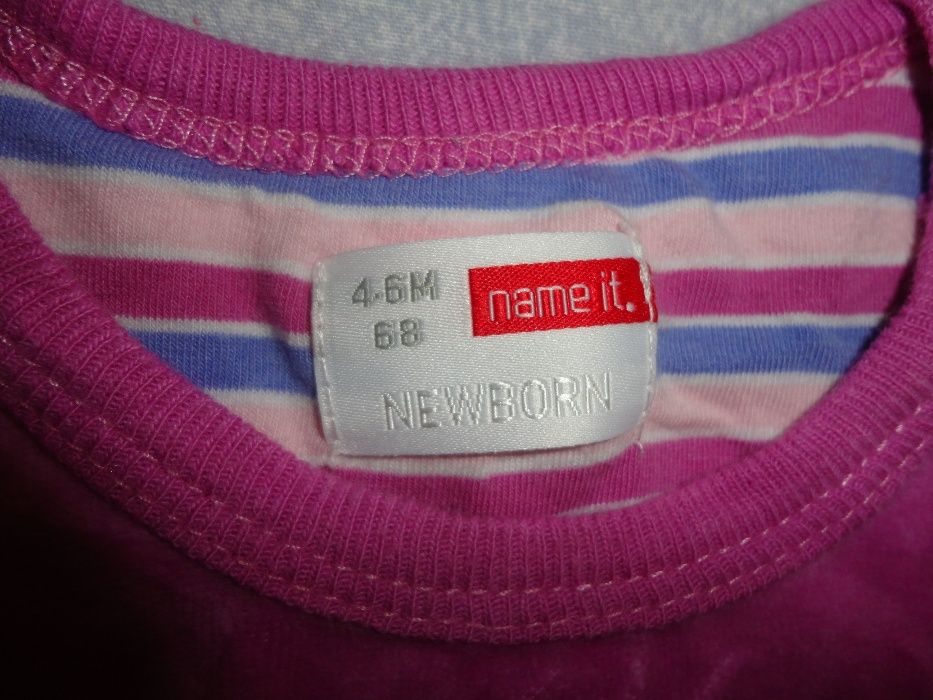 4-6M
68
name it.
NEWBORN